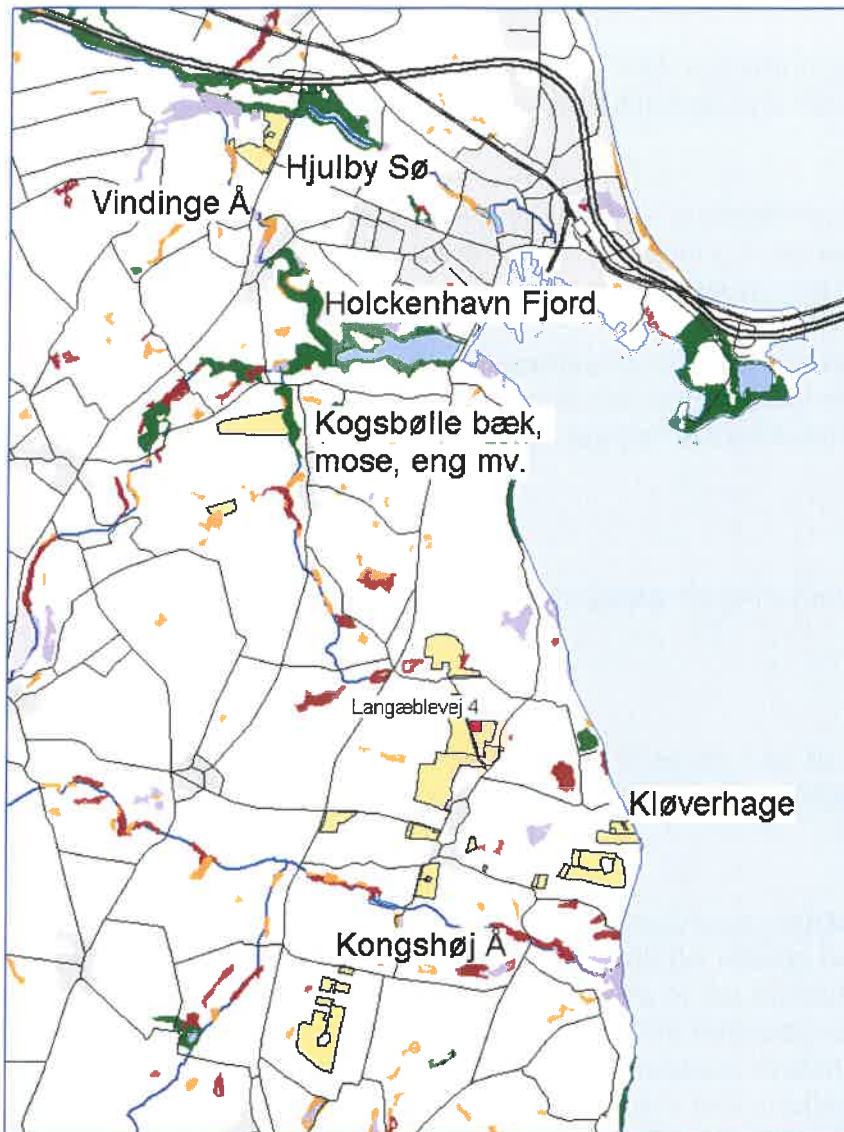 Hjulby Sø
Vindinge Å
Holckenhavn Fjord
Kogsbølle bæk,
mose, eng mv.
Langæblevej 4
Kløverhage
Kongshøj Å